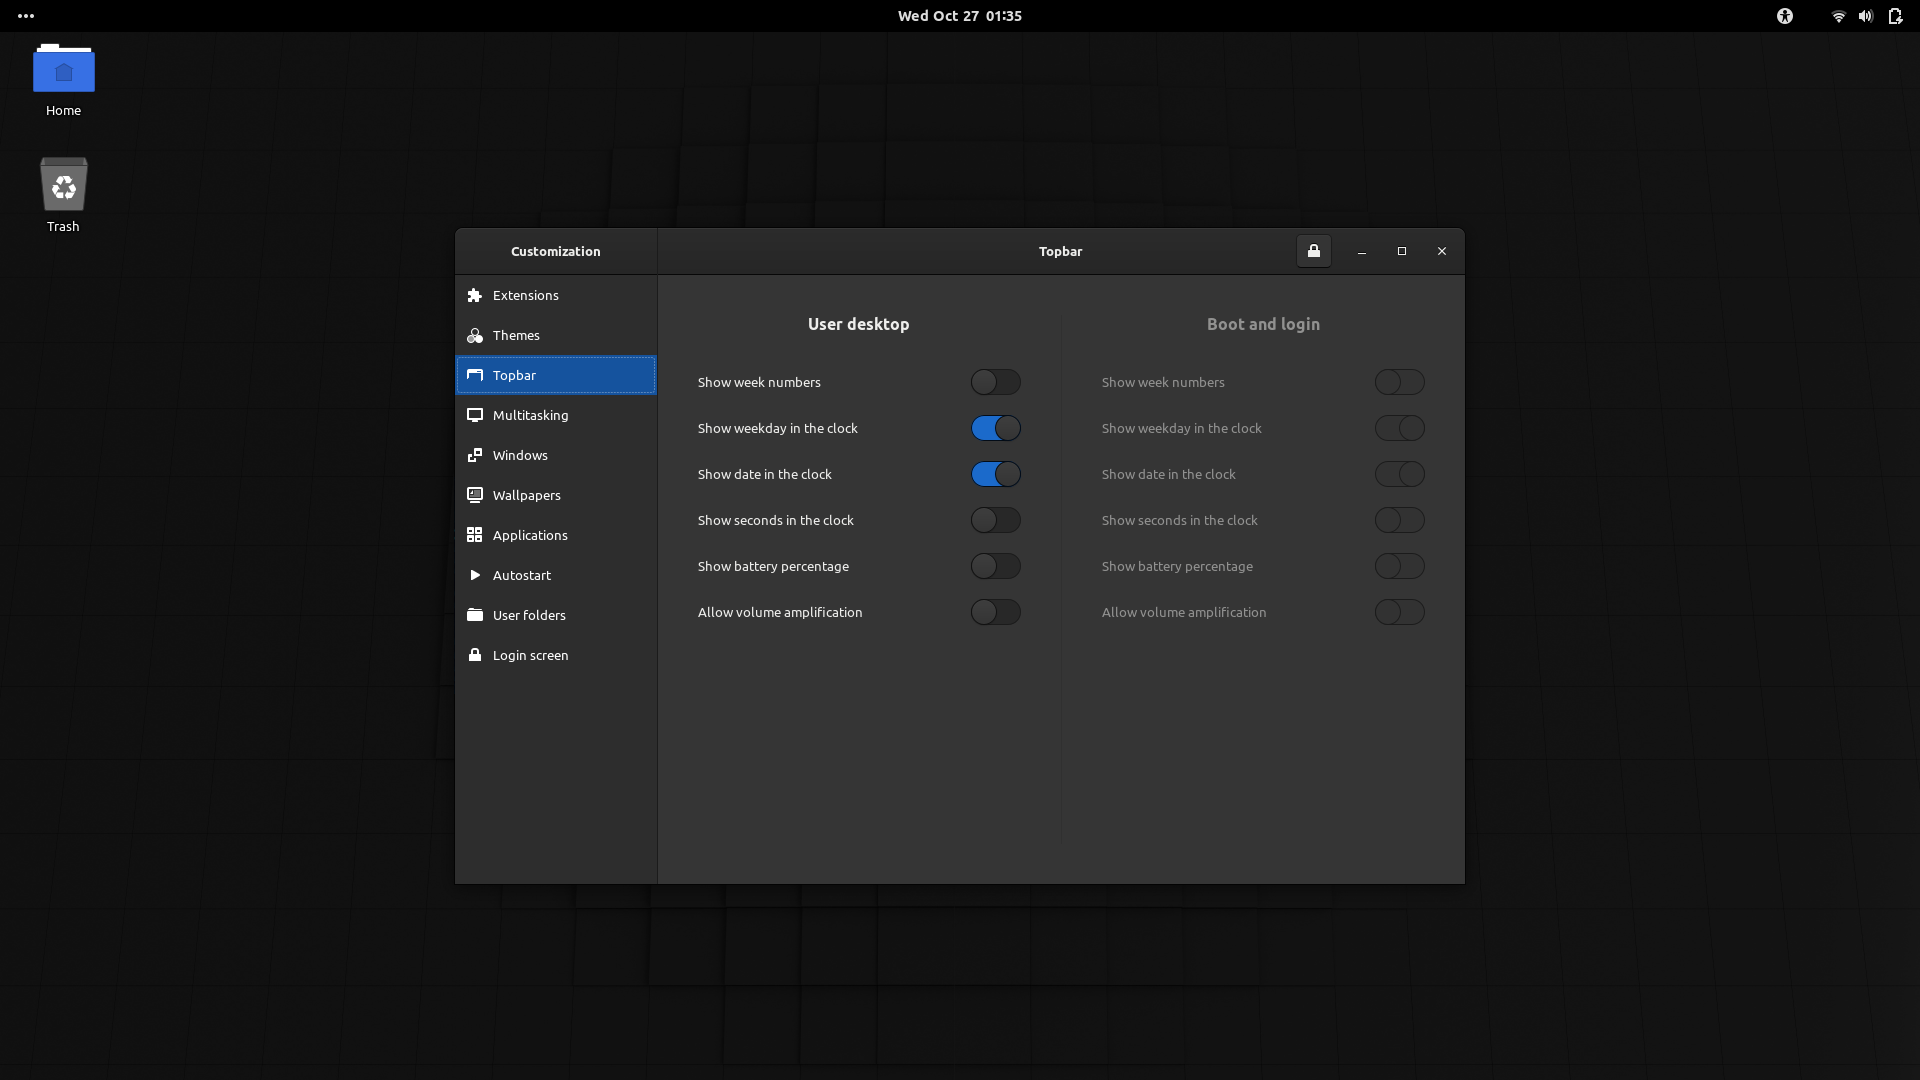 Wed Oct 27 01:35
Home
Trash
Customization
Topbar
Extensions
Themes
Topbar
Multitasking
Windows
Wallpapers
Applications
Autostart
User folders
Login screen
User desktop
Show week numbers
Show weekday in the clock
Show date in the clock
Show seconds in the clock
Show battery percentage
Allow volume amplification
Boot and login
Show week numbers
Show weekday in the clock
Show date in the clock
Show seconds in the clock
Show battery percentage
Allow volume amplification